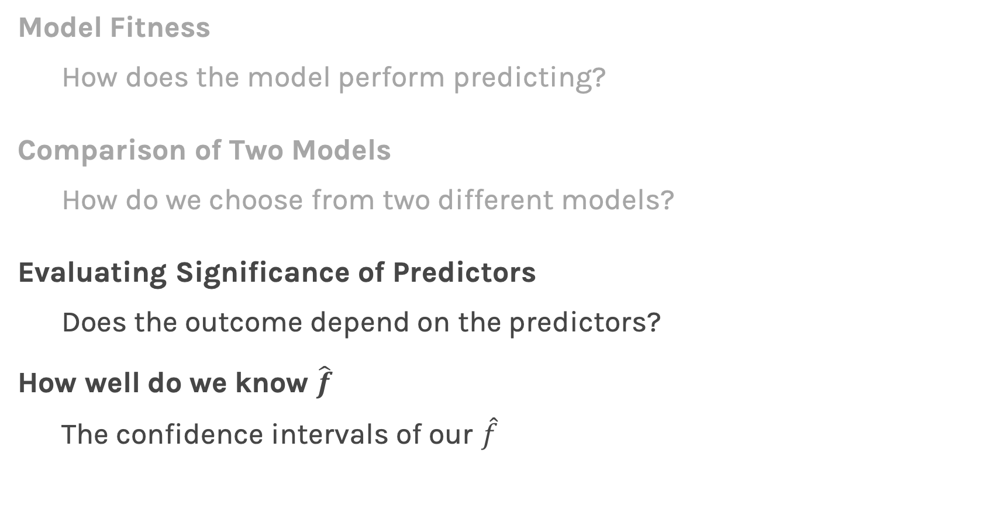 Model Fitness
How does the model perform predicting?
Comparison of Two Models
How do we choose from two different models?
Evaluating Significance of Predictors
Does the outcome depend on the predictors?
How well do we know f̂
The confidence intervals of our f̂